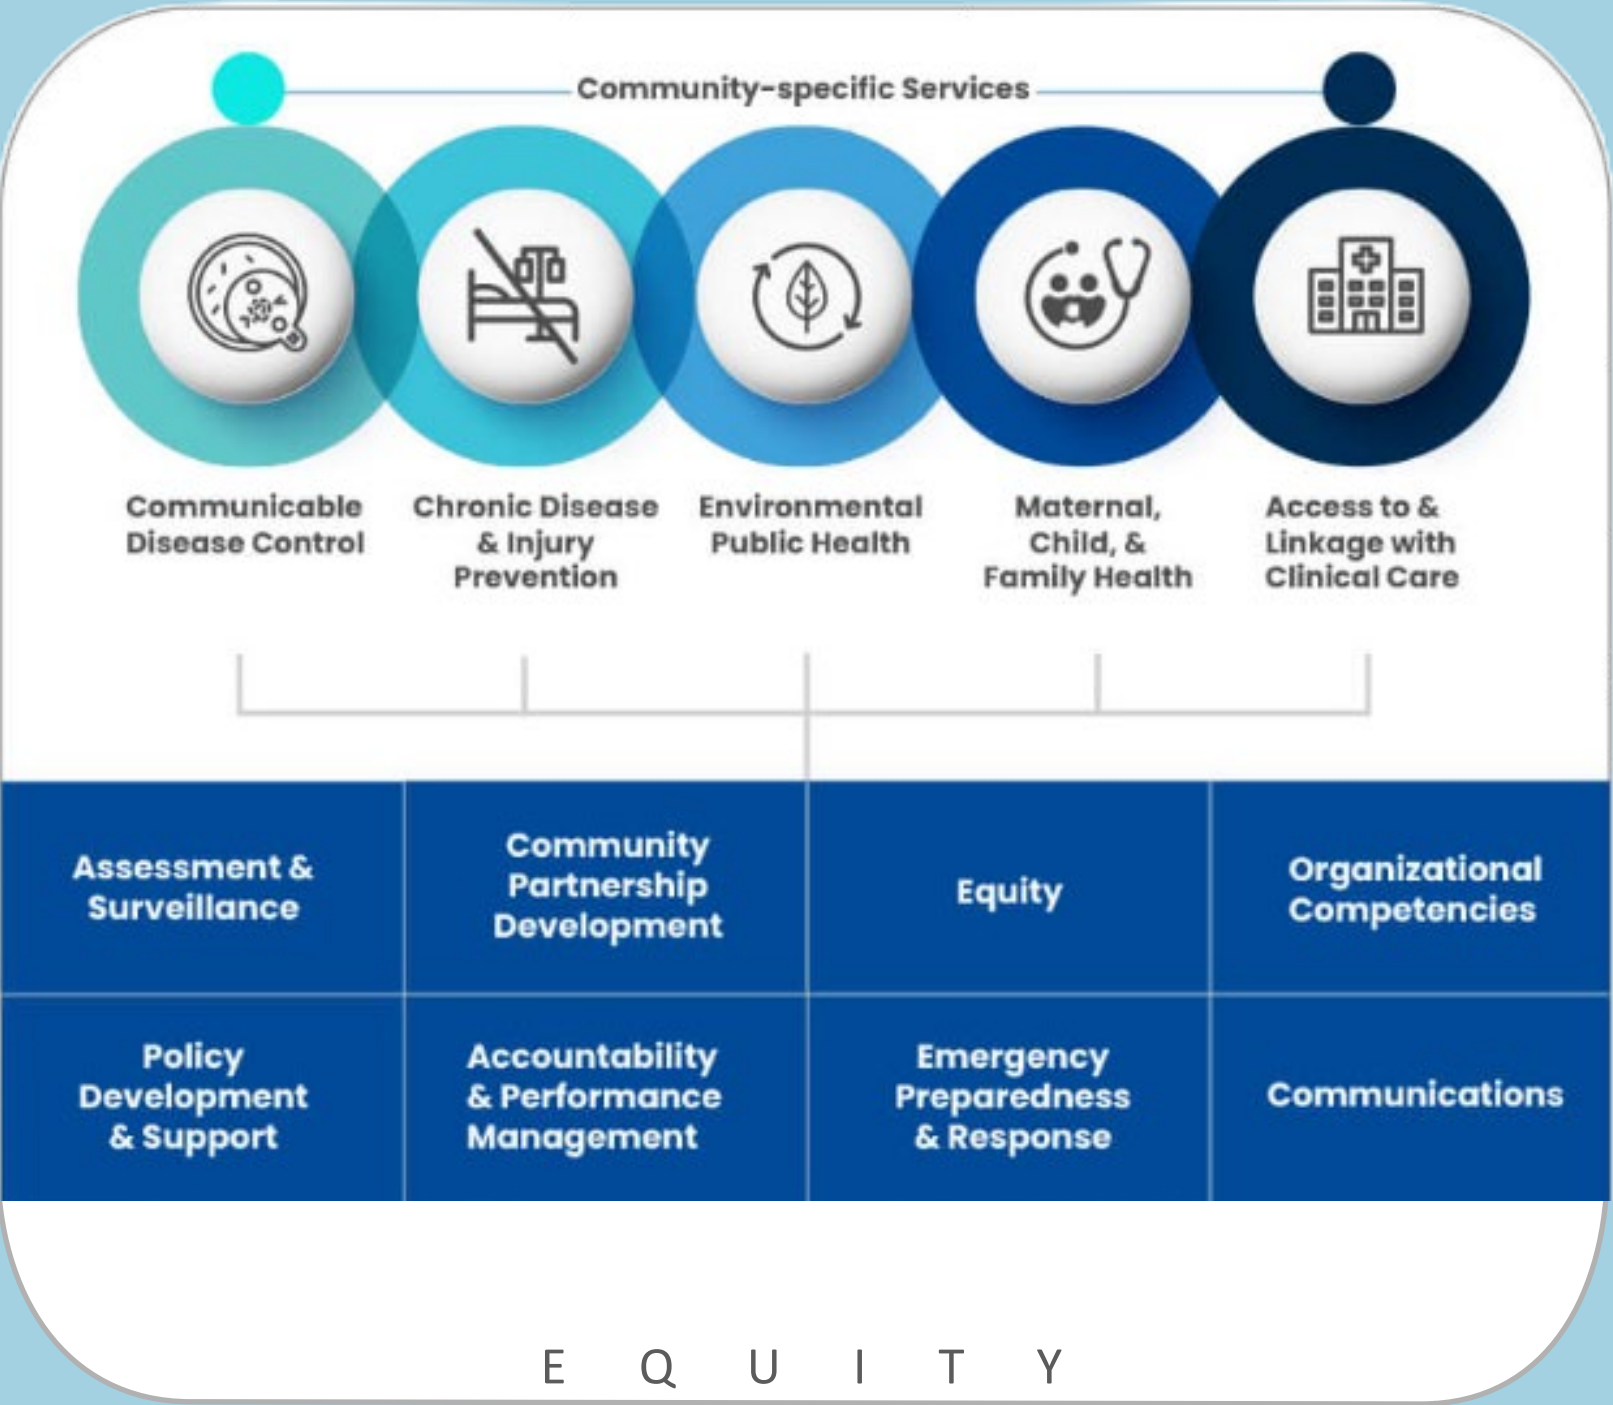 Community-specific Services
Communicable
Disease Control
Chronic Disease
& Injury
Prevention
Environmental
Public Health
Maternal,
Child, &
Family Health
Access to &
Linkage with
Clinical Care
Assessment &
Surveillance
Community
Partnership
Development
Equity
Organizational
Competencies
Policy
Development
& Support
Accountability
& Performance
Management
Emergency
Preparedness
& Response
Communications
E Q U I T Y